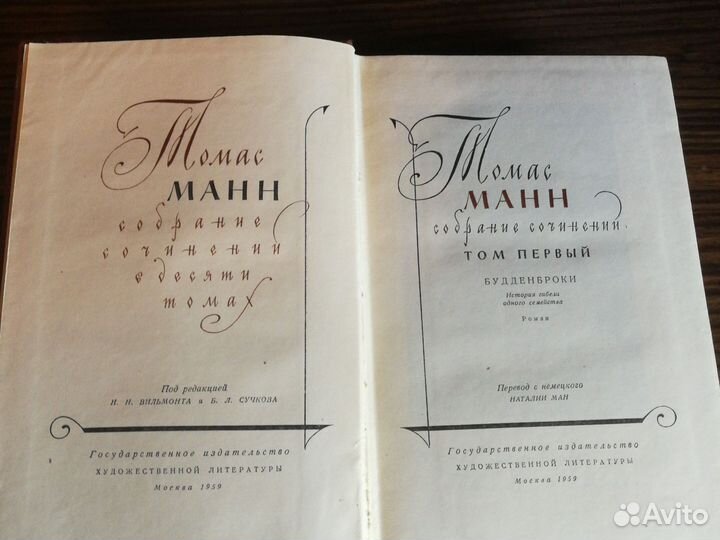 Томас
МАНН
собрание
сочинений
в десяти
томах
Под редакцией
Н. Н. ВИЛЬМОНТА и Б. Л. СУЧКОВА
Государственное издательство
ХУДОЖЕСТВЕННОЙ ЛИТЕРАТУРЫ
Москва 1959
Томас
МАНН
собрание сочинений
ТОМ ПЕРВЫЙ
БУДДЕНБРОКИ
История гибели
одного семейства
Роман
Перевод с немецкого
НАТАЛИИ МАН
Государственное издательство
ХУДОЖЕСТВЕННОЙ ЛИТЕРАТУРЫ
Москва 1959
Avito